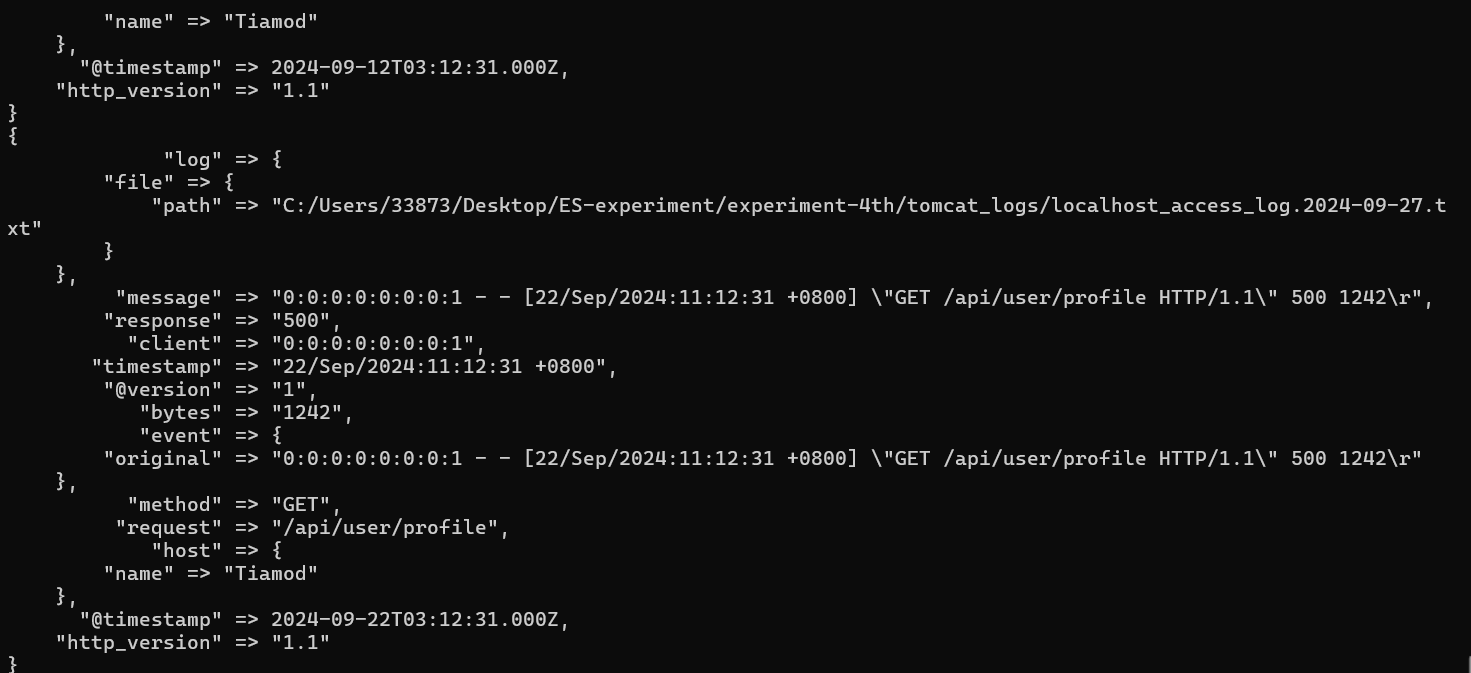 "name" => "Tiamod"
    },
      "@timestamp" => 2024-09-12T03:12:31.000Z,
    "http_version" => "1.1"
}
{
             "log" => {
        "file" => {
            "path" => "C:/Users/33873/Desktop/ES-experiment/experiment-4th/tomcat_logs/localhost_access_log.2024-09-27.t
xt"
        }
    },
         "message" => "0:0:0:0:0:0:0:1 - - [22/Sep/2024:11:12:31 +0800] \"GET /api/user/profile HTTP/1.1\" 500 1242\r",
        "response" => "500",
          "client" => "0:0:0:0:0:0:0:1",
       "timestamp" => "22/Sep/2024:11:12:31 +0800",
        "@version" => "1",
           "bytes" => "1242",
           "event" => {
        "original" => "0:0:0:0:0:0:0:1 - - [22/Sep/2024:11:12:31 +0800] \"GET /api/user/profile HTTP/1.1\" 500 1242\r"
    },
          "method" => "GET",
         "request" => "/api/user/profile",
            "host" => {
        "name" => "Tiamod"
    },
      "@timestamp" => 2024-09-22T03:12:31.000Z,
    "http_version" => "1.1"
}